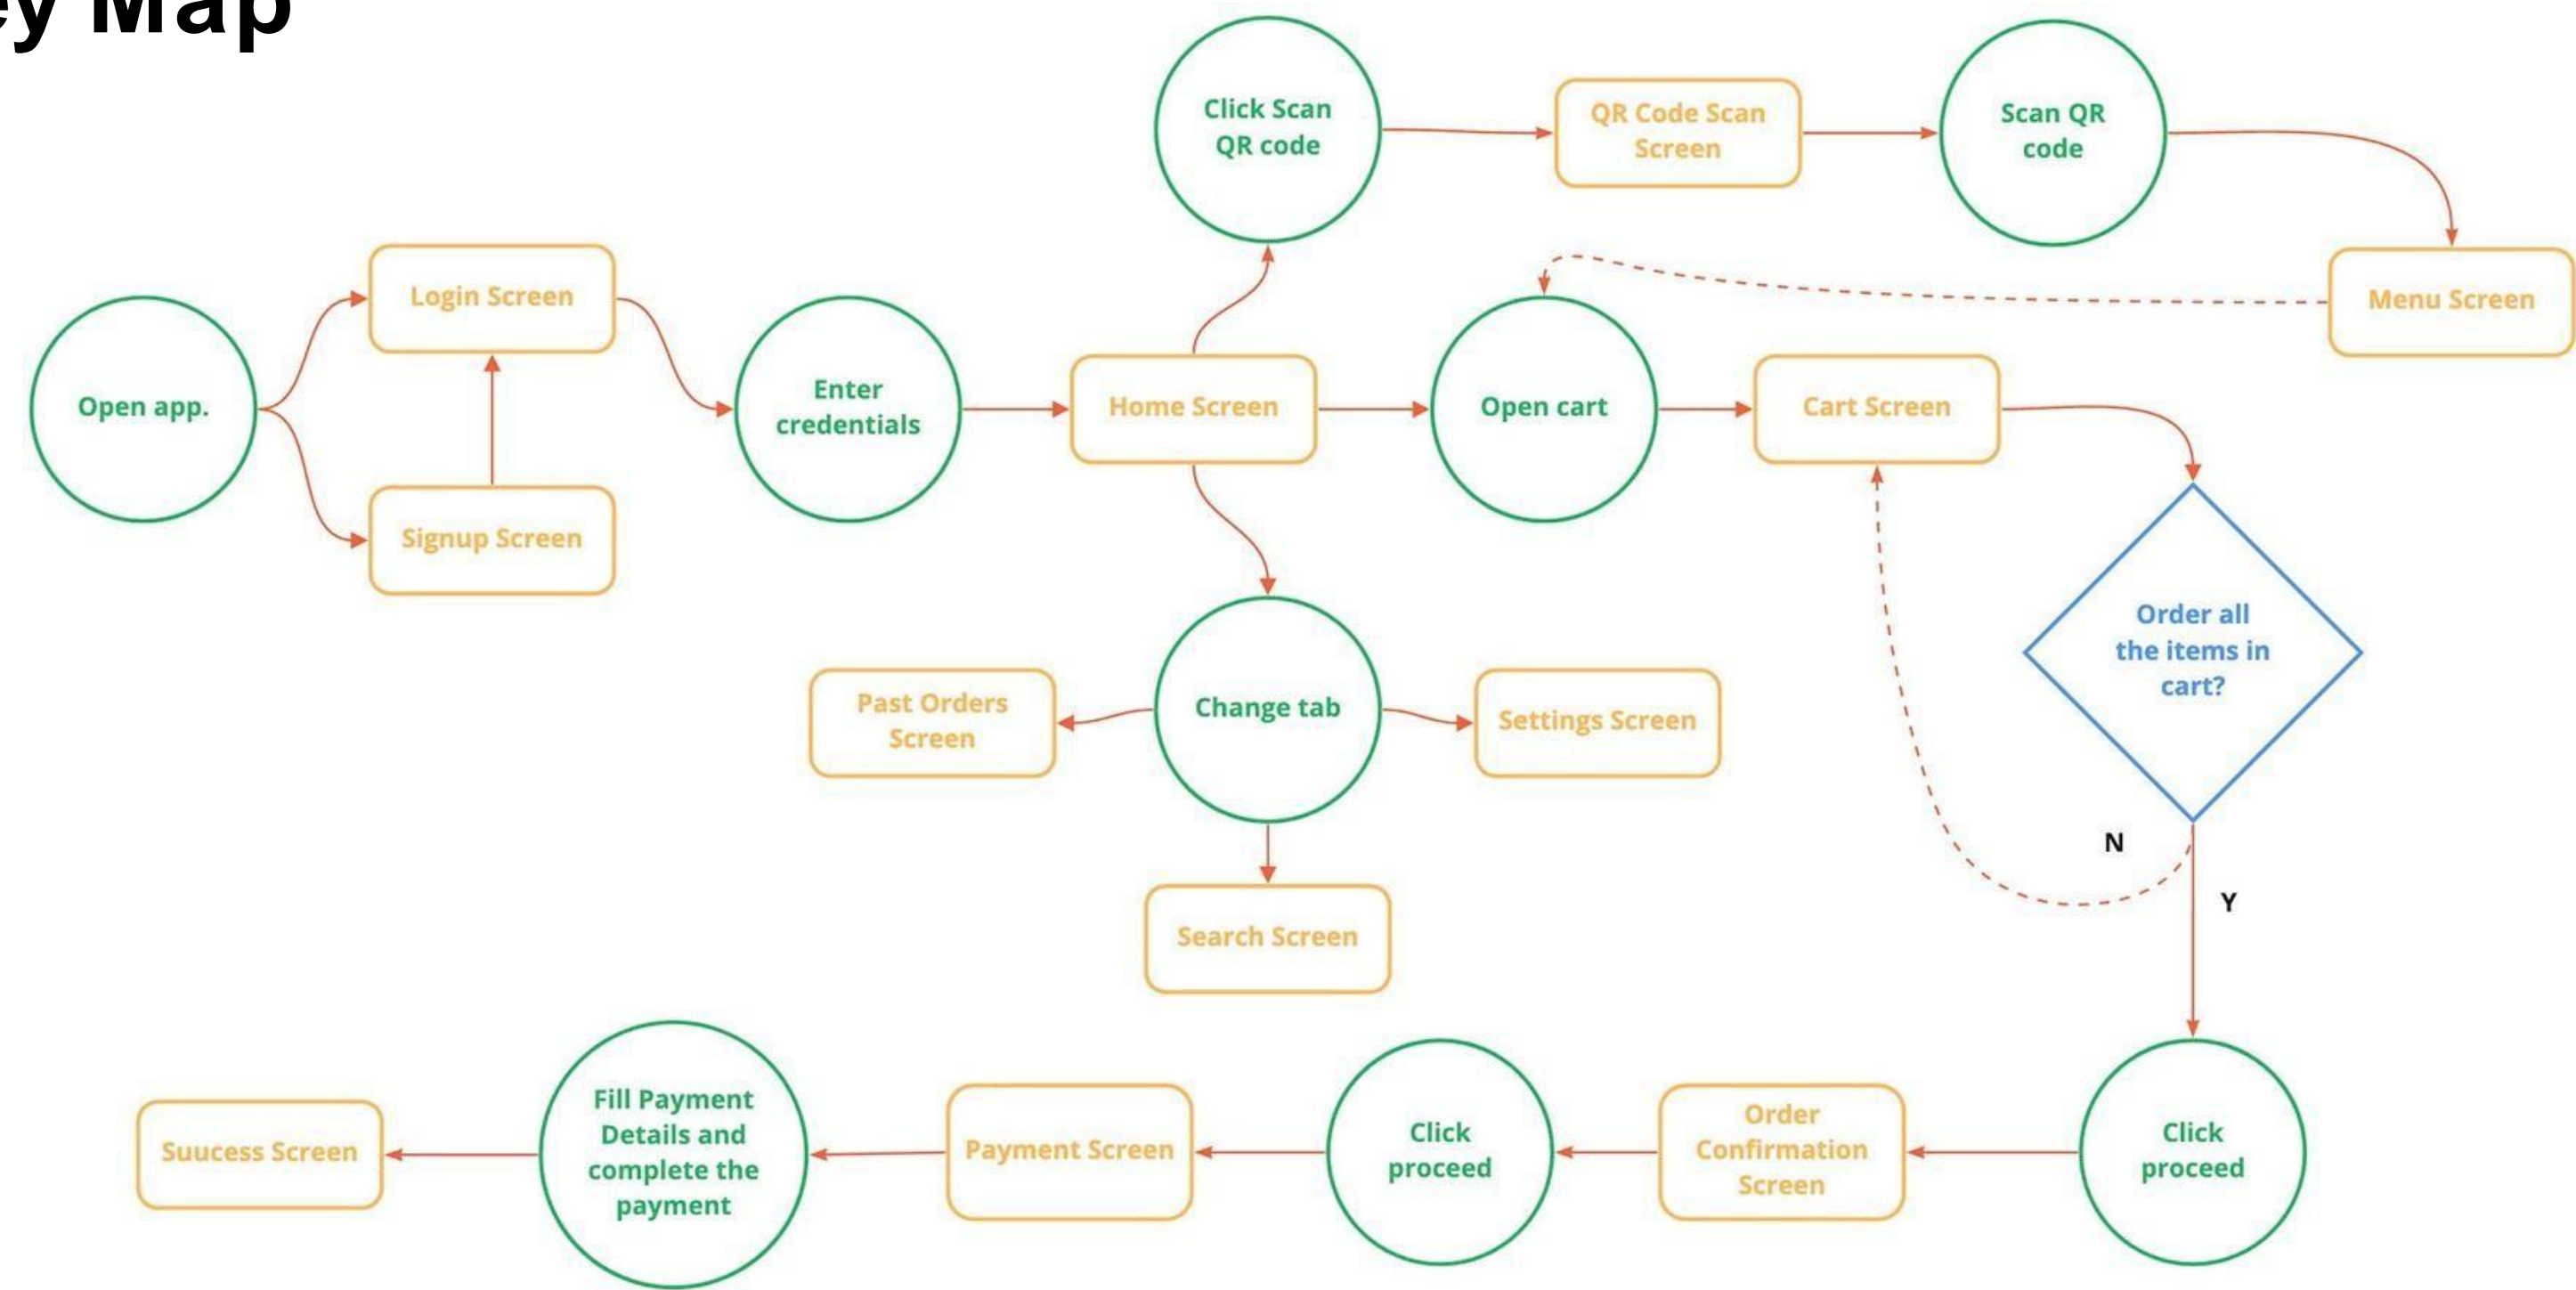 ey Map
Click Scan
QR code
QR Code Scan
Screen
Scan QR
code
Login Screen
Menu Screen
Open app.
Enter
credentials
Home Screen
Open cart
Cart Screen
Signup Screen
Order all
the items in
cart?
Past Orders
Screen
Change tab
Settings Screen
N
Y
Search Screen
Suucess Screen
Fill Payment
Details and
complete the
payment
Payment Screen
Click
proceed
Order
Confirmation
Screen
Click
proceed